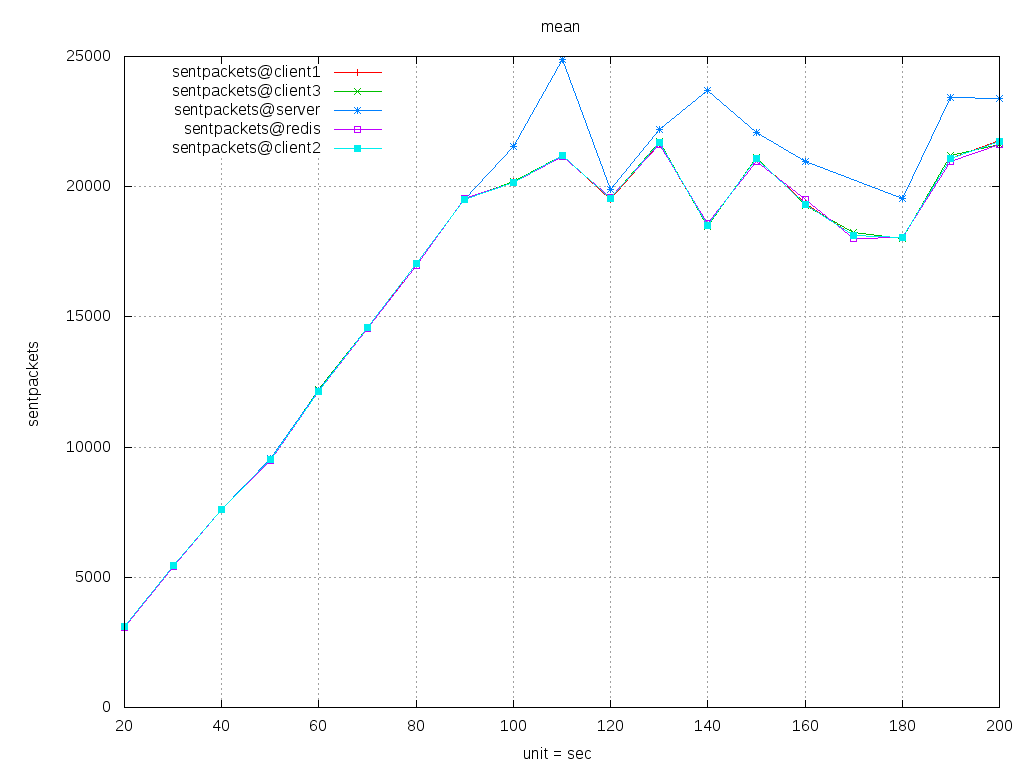 mean
25000
20000
15000
10000
5000
0
sentpackets
sentpackets@client1
sentpackets@client3
sentpackets@server
sentpackets@redis
sentpackets@client2
20 40 60 80 100 120 140 160 180 200
unit = sec